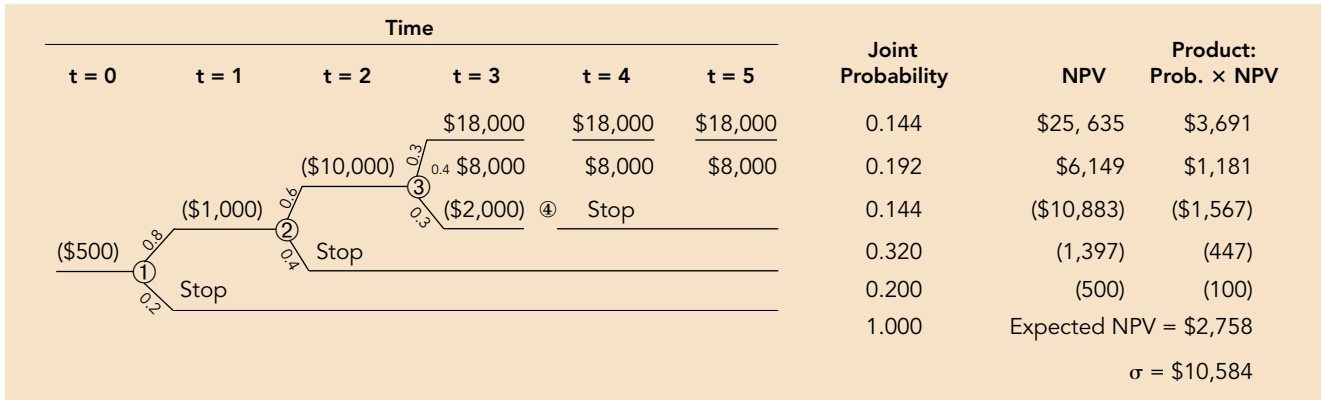 Time
t = 0 t = 1 t = 2 t = 3 t = 4 t = 5 Joint Probability NPV Product: Prob. × NPV
$18,000 $18,000 $18,000 0.144 $25, 635 $3,691
0.3
($10,000) 0.4 $8,000 $8,000 $8,000 0.192 $6,149 $1,181
3
0.6
($1,000) 0.3 ($2,000) ④ Stop 0.144 ($10,883) ($1,567)
2
0.8
($500) 0.4 Stop 0.320 (1,397) (447)
1
0.2 Stop 0.200 (500) (100)
1.000 Expected NPV = $2,758
σ = $10,584